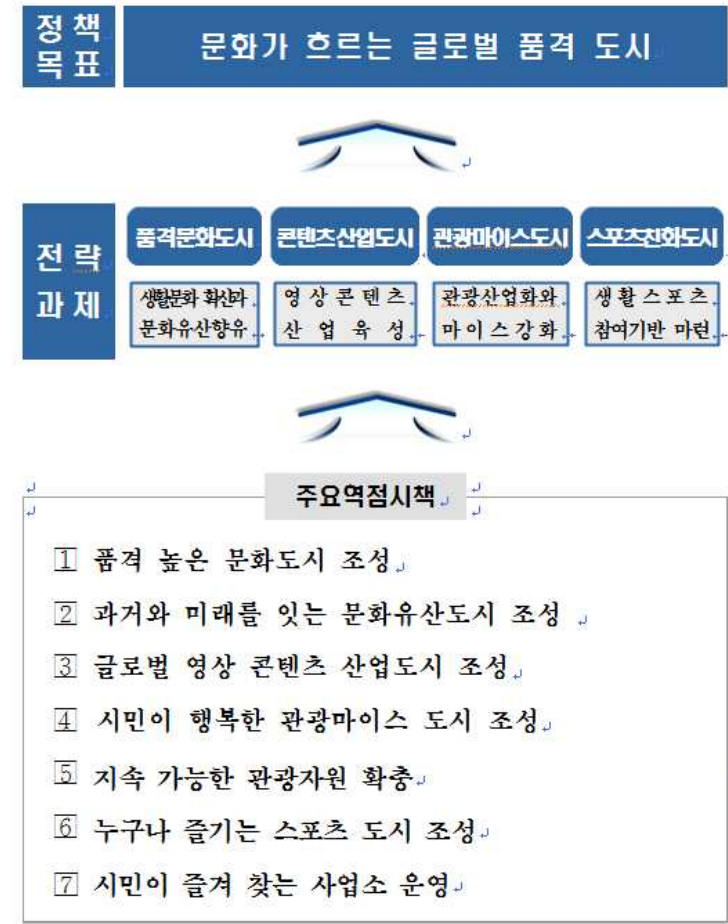 정 책
목 표
문화가 흐르는 글로벌 품격 도시
전 략
과 제
품격문화도시
콘텐츠산업도시
관광마이스도시
스포츠친화도시
생활문화 확산과
문화유산향유
영 상 콘 텐 츠
산 업 육 성
관광산업화와
마 이 스 강 화
생 활 스 포 츠
참여기반 마련
주요역점시책
1 품격 높은 문화도시 조성
2 과거와 미래를 잇는 문화유산도시 조성
3 글로벌 영상 콘텐츠 산업도시 조성
4 시민이 행복한 관광마이스 도시 조성
5 지속 가능한 관광자원 확충
6 누구나 즐기는 스포츠 도시 조성
7 시민이 즐겨 찾는 사업소 운영